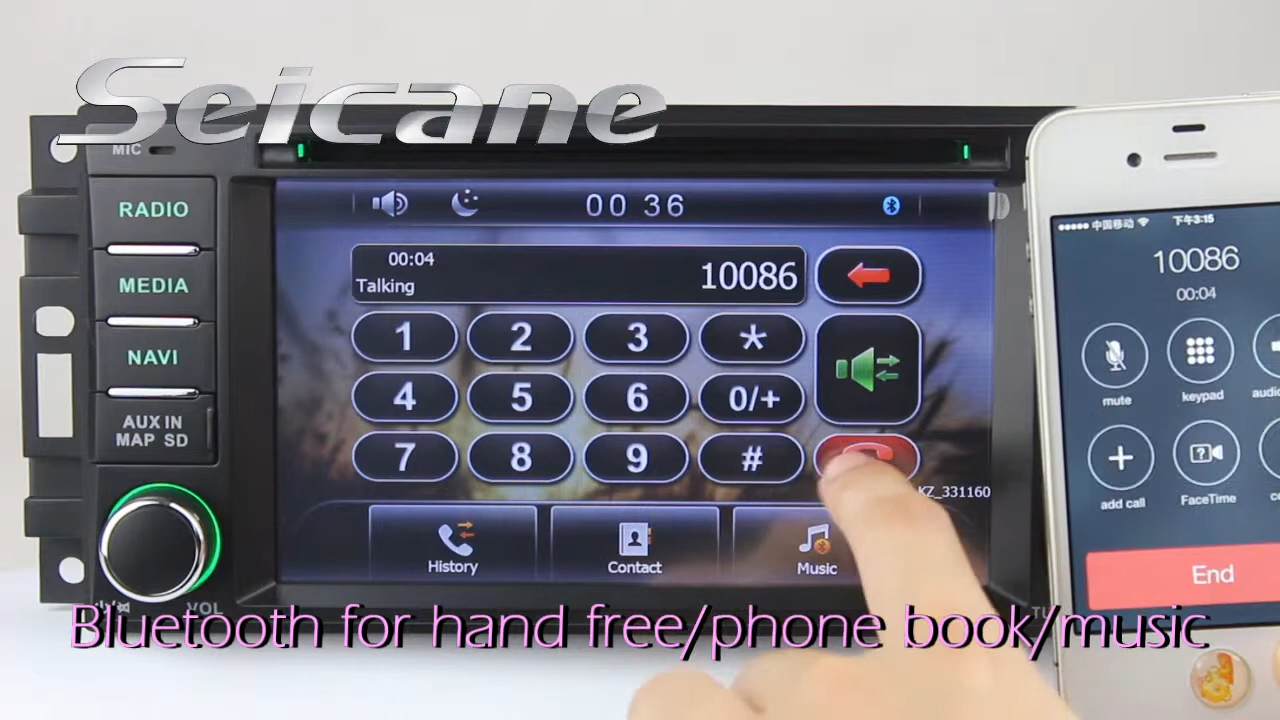 Seicane
MIC
RADIO
MEDIA
NAVI
AUX IN
MAP SD
VOL
00 36
00:04
Talking
10086
1 2 3 *
4 5 6 0/+
7 8 9 #
KZ_331160
History
Contact
Music
中国移动
下午3:15
10086
00:04
mute
keypad
add call
FaceTime
End
Bluetooth for hand free/phone book/music